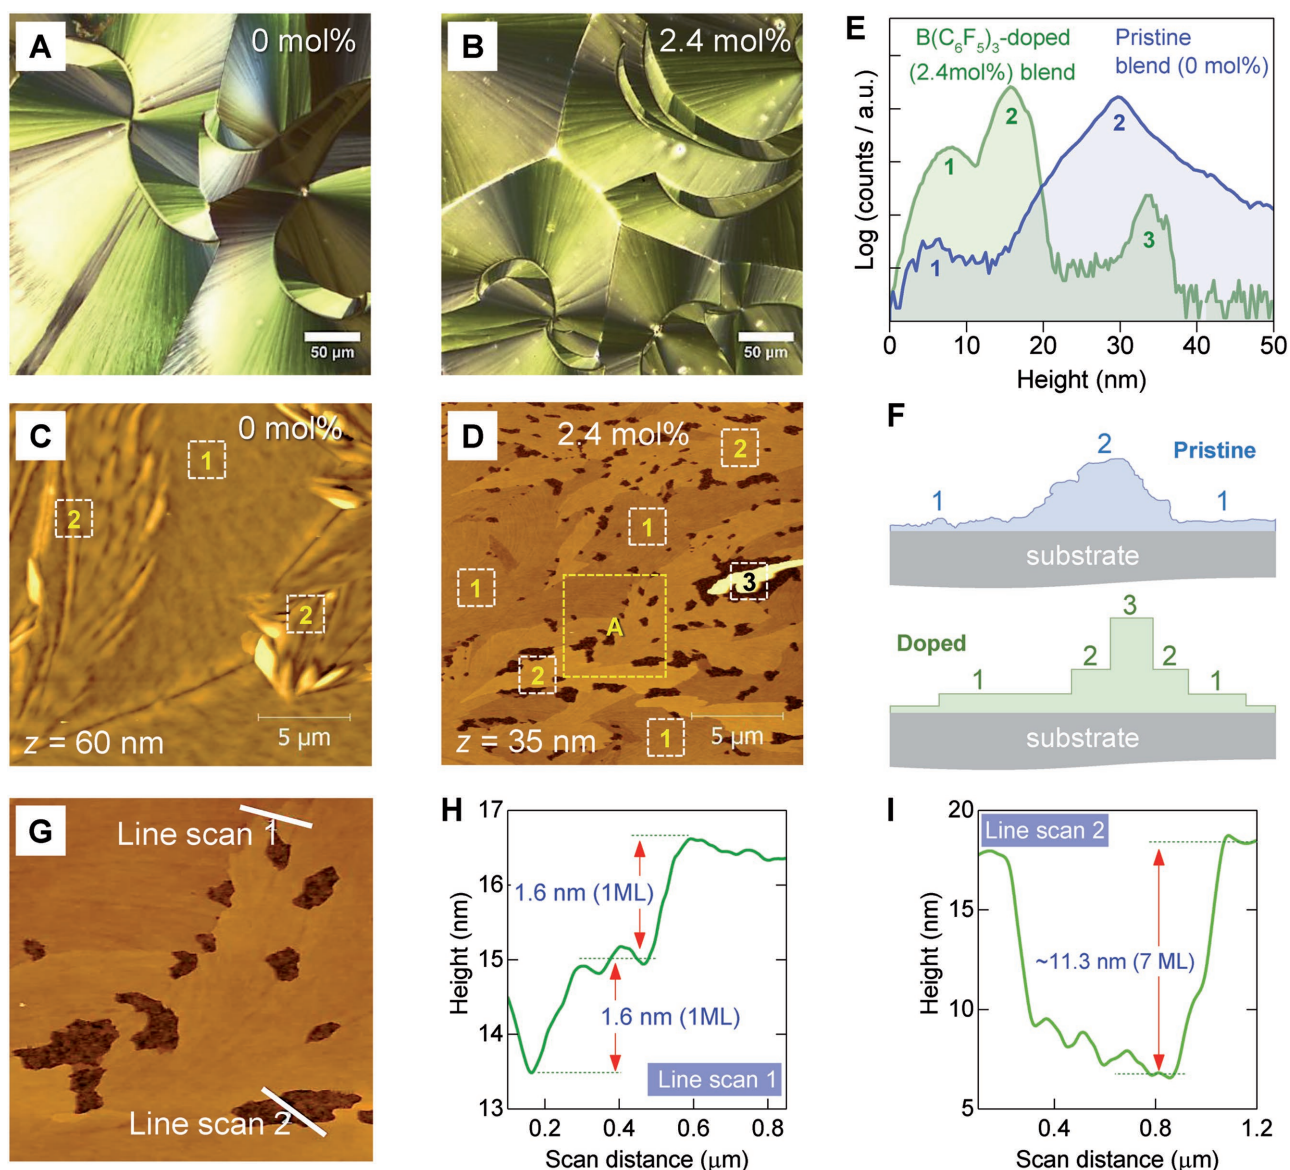 A
0 mol%
50 µm
B
2.4 mol%
50 µm
E
B(C₆F₅)₃-doped
(2.4mol%) blend
Pristine
blend (0 mol%)
1
2
2
1
3
Log (counts / a.u.)
0 10 20 30 40 50
Height (nm)
C
0 mol%
1
2
2
5 µm
z = 60 nm
D
2.4 mol%
2
1
1
3
A
2
1
5 µm
z = 35 nm
F
2
Pristine
1
1
substrate
3
Doped
2
2
1
1
substrate
G
Line scan 1
Line scan 2
H
17
16
15
14
13
1.6 nm (1ML)
1.6 nm (1ML)
Line scan 1
Height (nm)
0.2 0.4 0.6 0.8
Scan distance (µm)
I
20
15
10
5
Line scan 2
~11.3 nm (7 ML)
Height (nm)
0.4 0.8 1.2
Scan distance (µm)